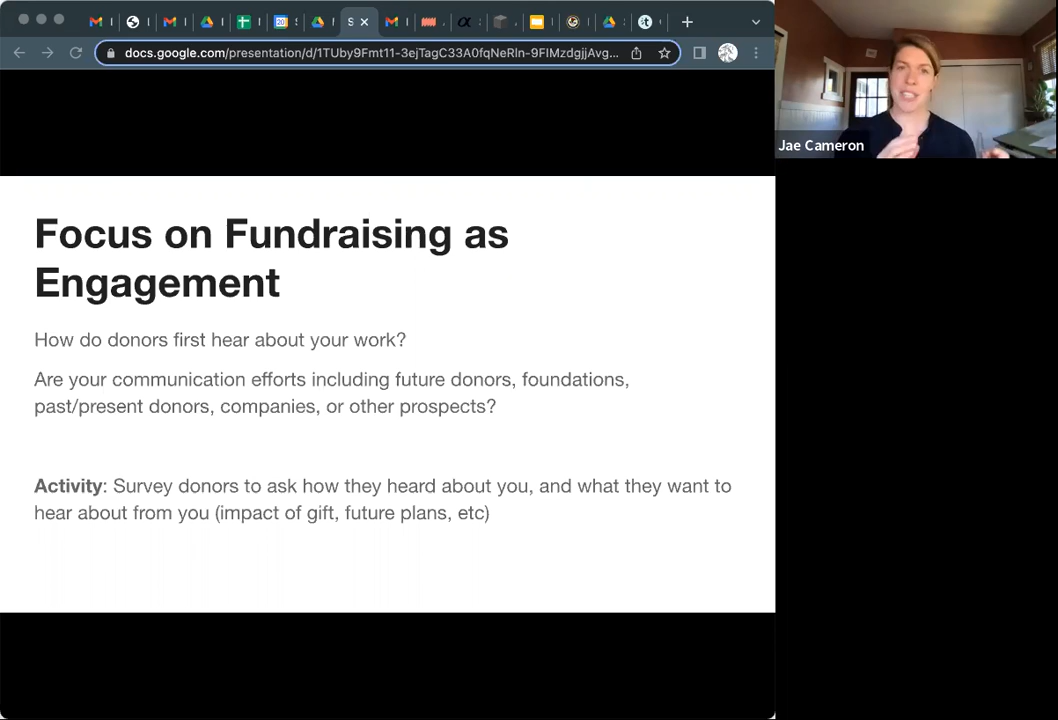 S
20
docs.google.com/presentation/d/1TUby9Fmt11-3ejTagC33A0fqNeRln-9FIMzdgjjAvg...
Jae Cameron
Focus on Fundraising as
Engagement
How do donors first hear about your work?
Are your communication efforts including future donors, foundations,
past/present donors, companies, or other prospects?
Activity: Survey donors to ask how they heard about you, and what they want to
hear about from you (impact of gift, future plans, etc)